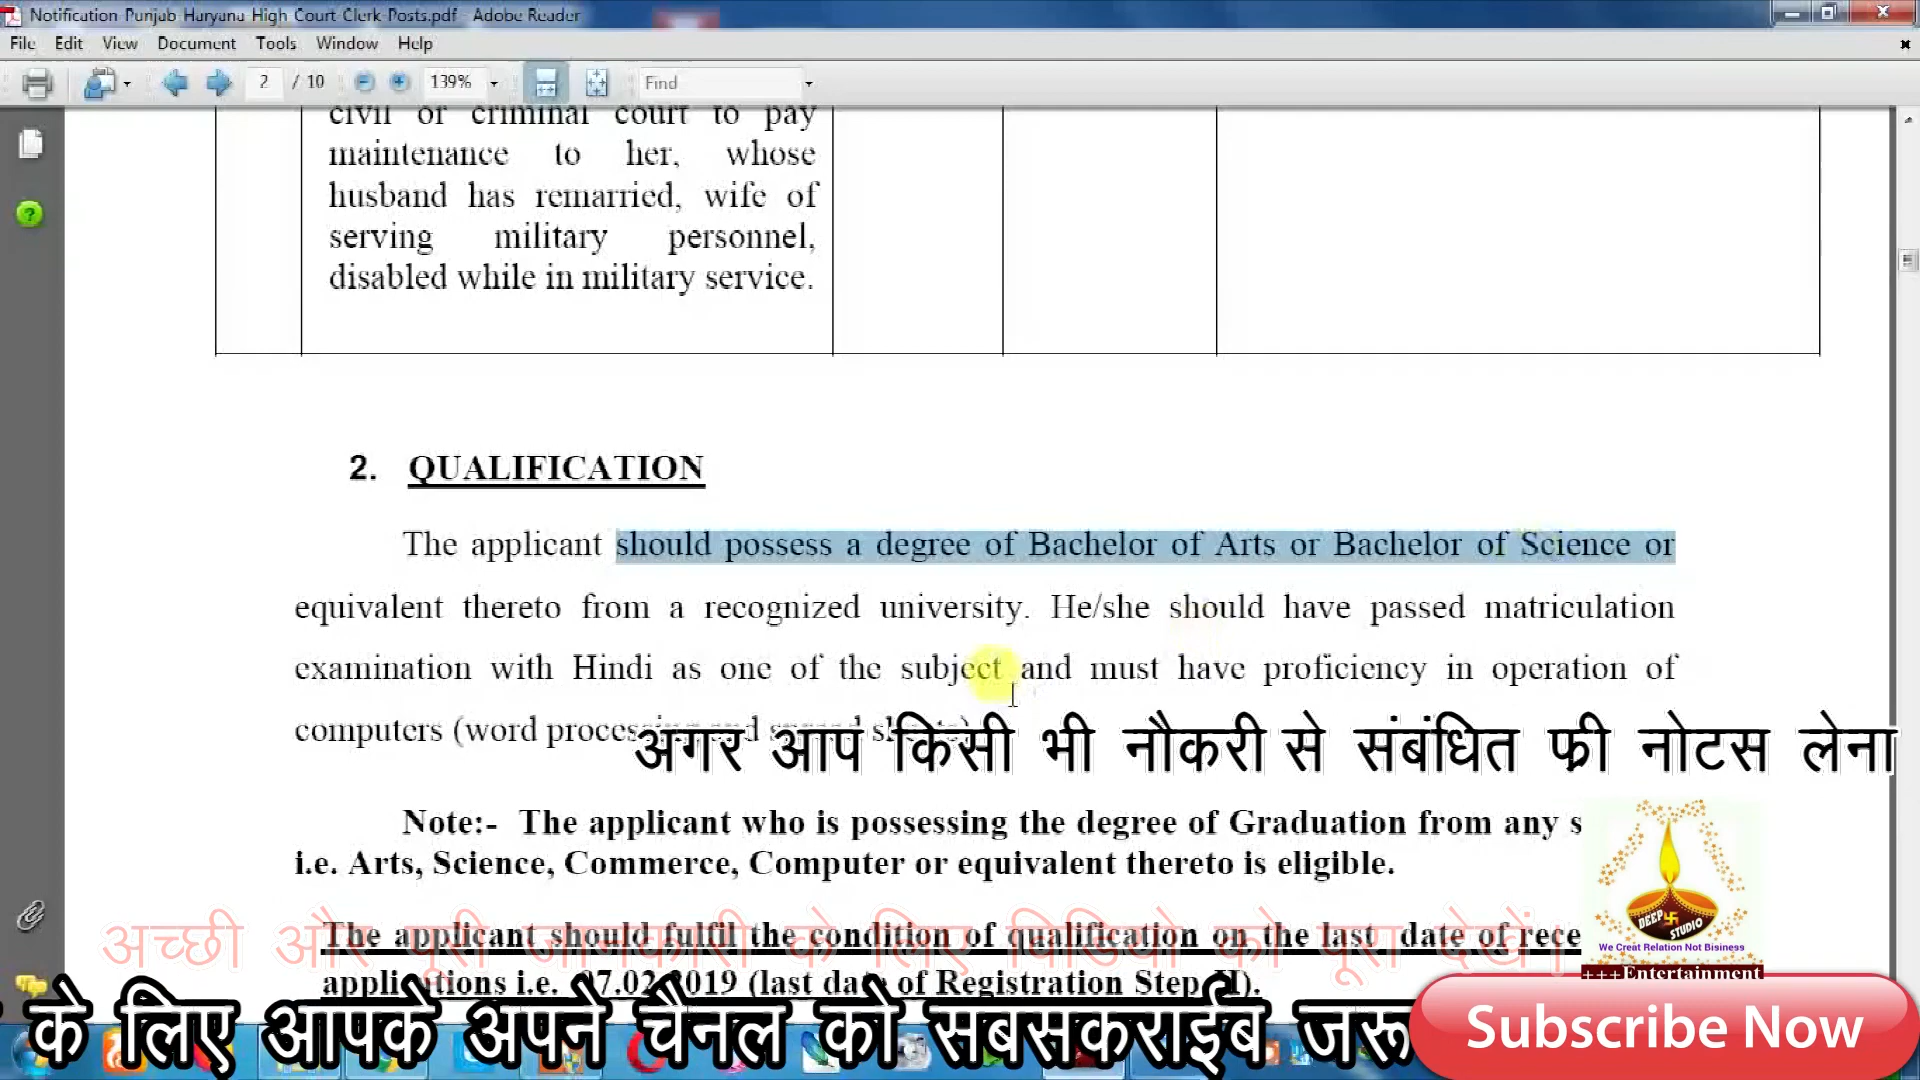 Notification Punjab Haryana High Court Clerk Posts.pdf - Adobe Reader
File Edit View Document Tools Window Help
2 / 10 139% Find
civil or criminal court to pay
maintenance to her, whose
husband has remarried, wife of
serving military personnel,
disabled while in military service.
2. QUALIFICATION
The applicant should possess a degree of Bachelor of Arts or Bachelor of Science or
equivalent thereto from a recognized university. He/she should have passed matriculation
examination with Hindi as one of the subject and must have proficiency in operation of
computers (word processing and spread sheets)
अगर आप किसी भी नौकरी से संबंधित फ्री नोटस लेना
Note:- The applicant who is possessing the degree of Graduation from any s
i.e. Arts, Science, Commerce, Computer or equivalent thereto is eligible.
अच्छी और पूरी जानकारी के लिए विडियो को पूरा देखें।
The applicant should fulfil the condition of qualification on the last date of rece
applications i.e. 07.02.2019 (last date of Registration Step II).
DEEP STUDIO
We Creat Relation Not Bisiness
+++Entertainment
के लिए आपके अपने चैनल को सबसक्राईब जरू
Subscribe Now